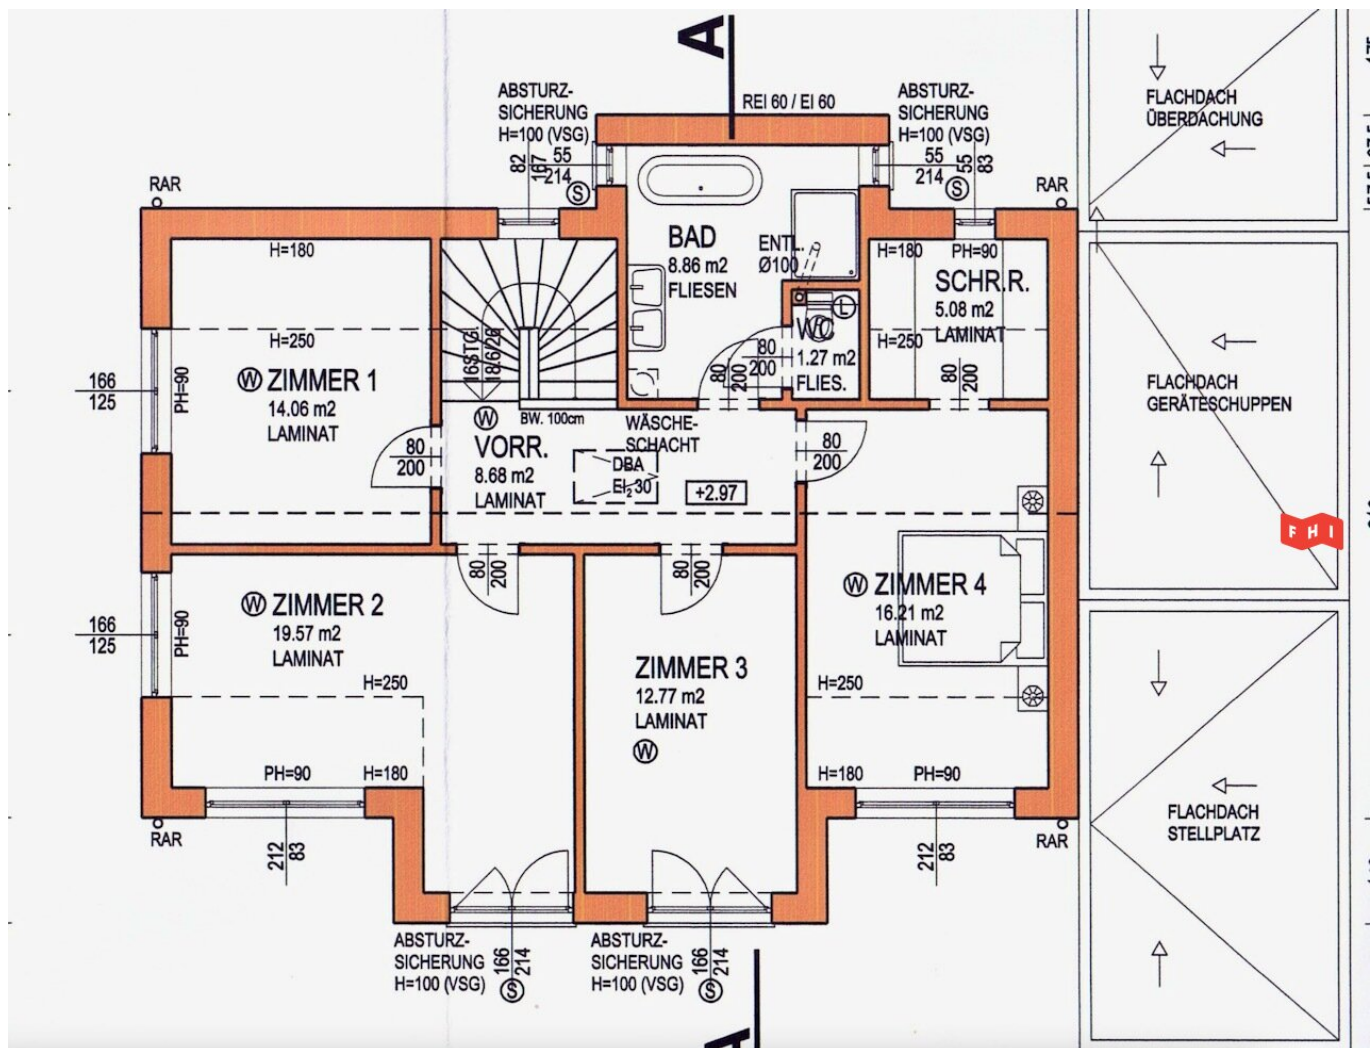 A
ABSTURZ-
SICHERUNG
H=100 (VSG)
82
167
55
214
S
REI 60 / EI 60
ABSTURZ-
SICHERUNG
H=100 (VSG)
55
214
55
83
S
FLACHDACH
ÜBERDACHUNG
RAR
RAR
H=180
BAD
8.86 m2
FLIESEN
ENTL.
Ø100
H=180
PH=90
SCHR.R.
5.08 m2
LAMINAT
H=250
L
WC
1.27 m2
FLIES.
80
200
80
200
80
200
H=250
W ZIMMER 1
14.06 m2
LAMINAT
166
125
PH=90
16STG.
18.6/26
BW. 100cm
W
VORR.
8.68 m2
LAMINAT
WÄSCHE-
SCHACHT
DBA
EI₂30
+2.97
80
200
80
200
FLACHDACH
GERÄTESCHUPPEN
FHI
80
200
80
200
W ZIMMER 2
19.57 m2
LAMINAT
166
125
PH=90
H=250
PH=90
H=180
ZIMMER 3
12.77 m2
LAMINAT
W
W ZIMMER 4
16.21 m2
LAMINAT
H=250
H=180
PH=90
FLACHDACH
STELLPLATZ
RAR
RAR
212
83
212
83
ABSTURZ-
SICHERUNG
H=100 (VSG)
166
214
S
ABSTURZ-
SICHERUNG
H=100 (VSG)
166
214
S
A